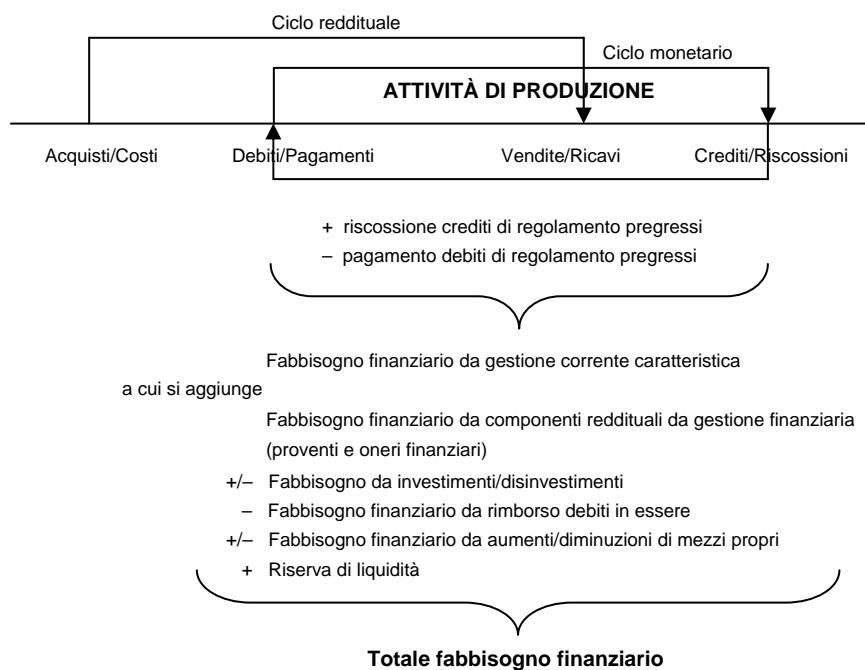 Ciclo reddituale
Ciclo monetario
ATTIVITÀ DI PRODUZIONE
Acquisti/Costi Debiti/Pagamenti Vendite/Ricavi Crediti/Riscossioni
+ riscossione crediti di regolamento pregressi
– pagamento debiti di regolamento pregressi
Fabbisogno finanziario da gestione corrente caratteristica
a cui si aggiunge
Fabbisogno finanziario da componenti reddituali da gestione finanziaria
(proventi e oneri finanziari)
+/– Fabbisogno da investimenti/disinvestimenti
– Fabbisogno finanziario da rimborso debiti in essere
+/– Fabbisogno finanziario da aumenti/diminuzioni di mezzi propri
+ Riserva di liquidità
Totale fabbisogno finanziario